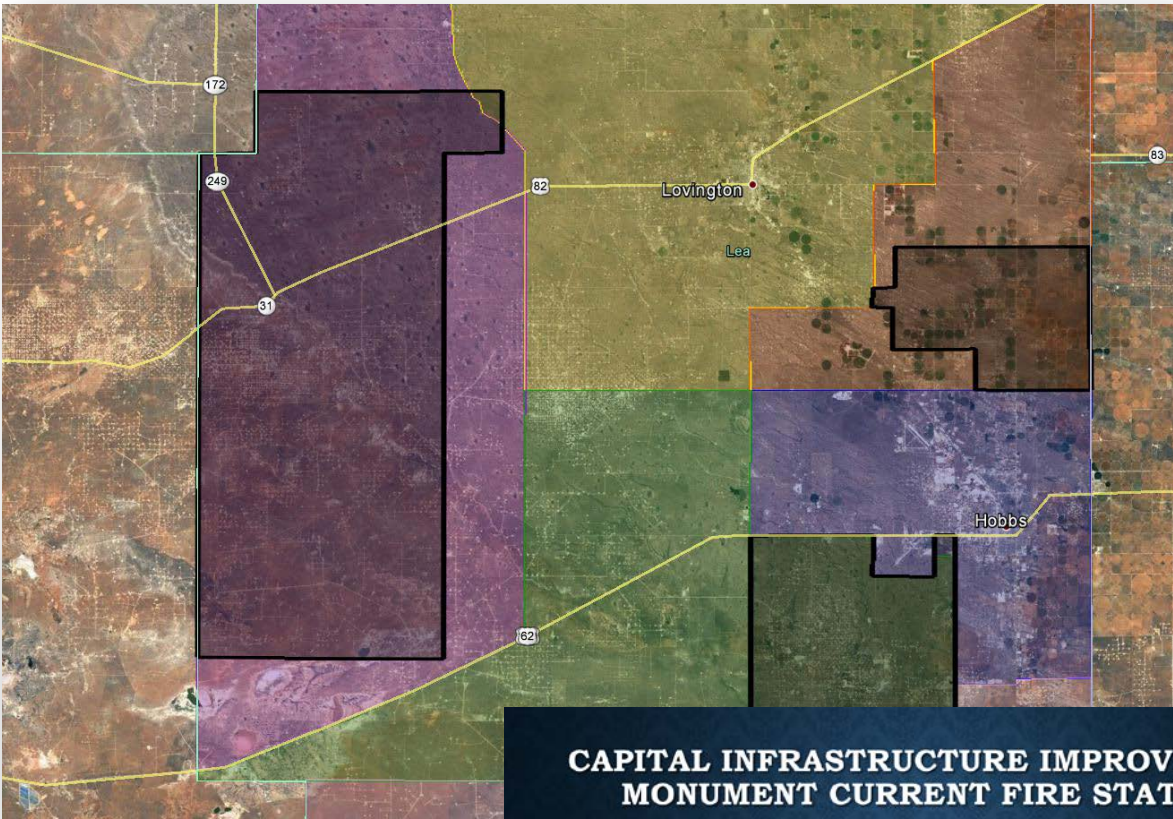 172
83
249
82
Lovington
Lea
31
Hobbs
62
CAPITAL INFRASTRUCTURE IMPROV
MONUMENT CURRENT FIRE STAT